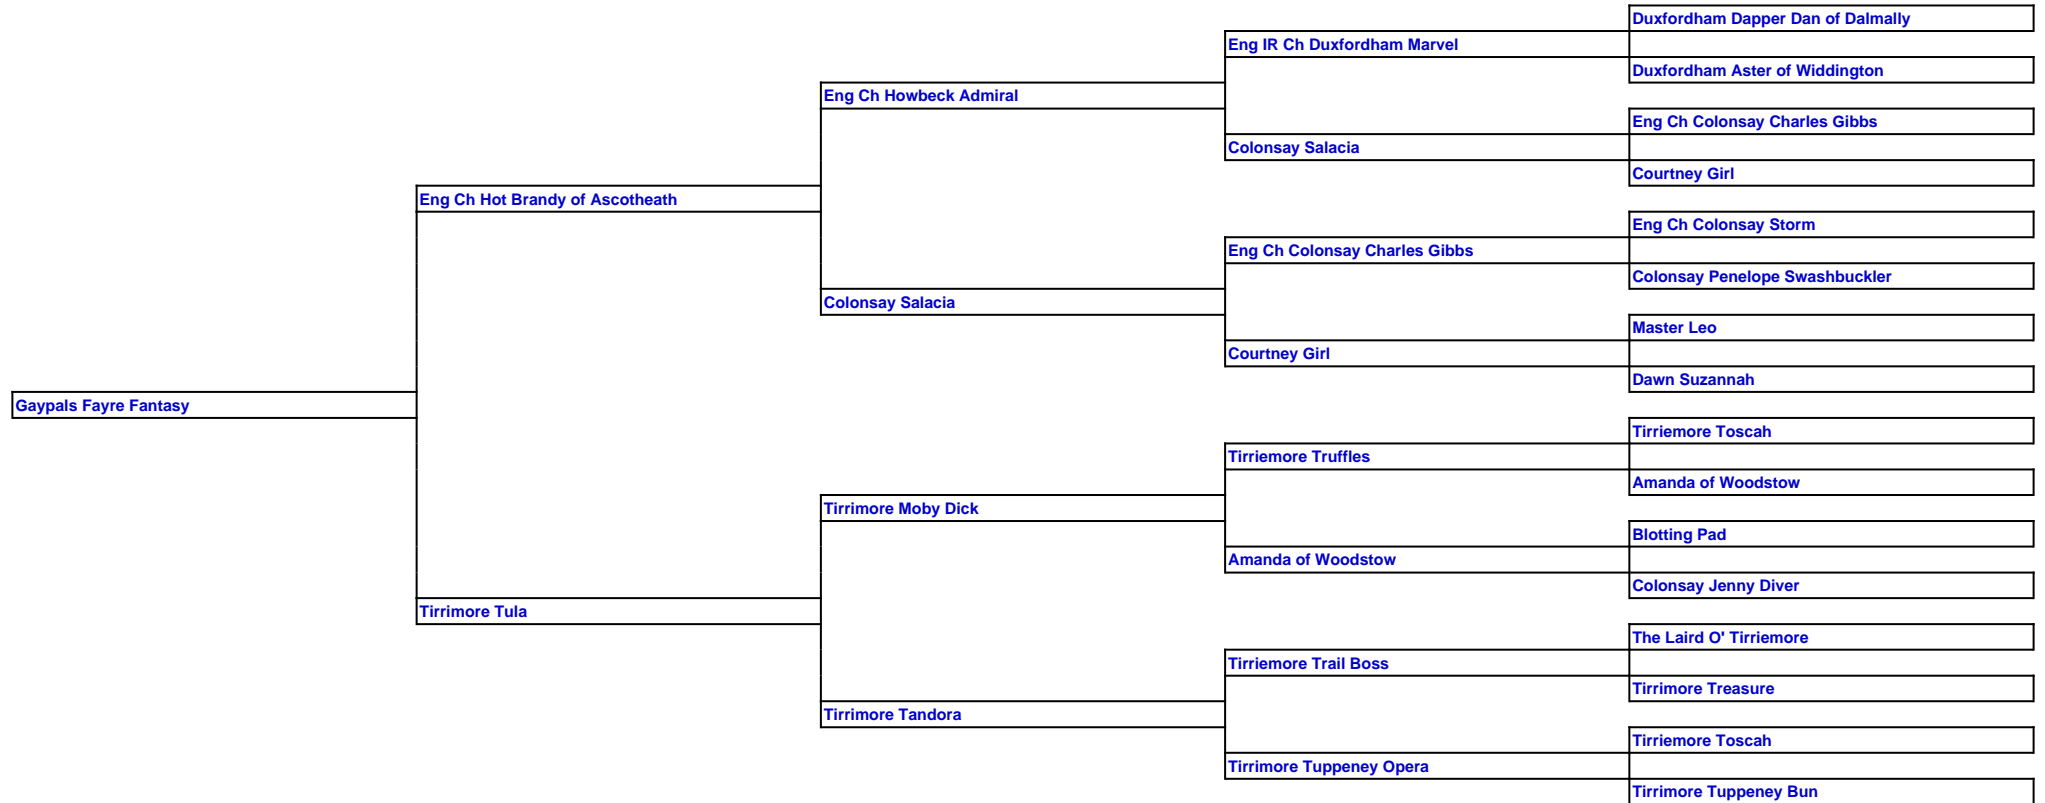 Duxfordham Dapper Dan of Dalmally
Eng IR Ch Duxfordham Marvel
Duxfordham Aster of Widdington
Eng Ch Howbeck Admiral
Eng Ch Colonsay Charles Gibbs
Colonsay Salacia
Courtney Girl
Eng Ch Hot Brandy of Ascotheath
Eng Ch Colonsay Storm
Eng Ch Colonsay Charles Gibbs
Colonsay Penelope Swashbuckler
Colonsay Salacia
Master Leo
Courtney Girl
Dawn Suzannah
Gaypals Fayre Fantasy
Tirriemore Toscah
Tirriemore Truffles
Amanda of Woodstow
Tirrimore Moby Dick
Blotting Pad
Amanda of Woodstow
Colonsay Jenny Diver
Tirrimore Tula
The Laird O' Tirriemore
Tirriemore Trail Boss
Tirrimore Treasure
Tirrimore Tandora
Tirriemore Toscah
Tirrimore Tuppeney Opera
Tirrimore Tuppeney Bun